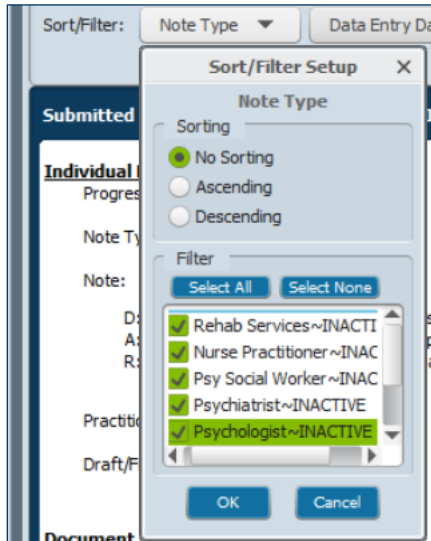 Sort/Filter: Note Type Data Entry Da
Sort/Filter Setup
Note Type
Submitted
Sorting
No Sorting
Individual
Progres
Ascending
Descending
Note Ty
Filter
Note:
Select All Select None
D:
Rehab Services~INACTI
A:
Nurse Practitioner~INAC
R:
Psy Social Worker~INAC
Psychiatrist~INACTIVE
Practitio
Psychologist~INACTIVE
Draft/F
OK Cancel
Document